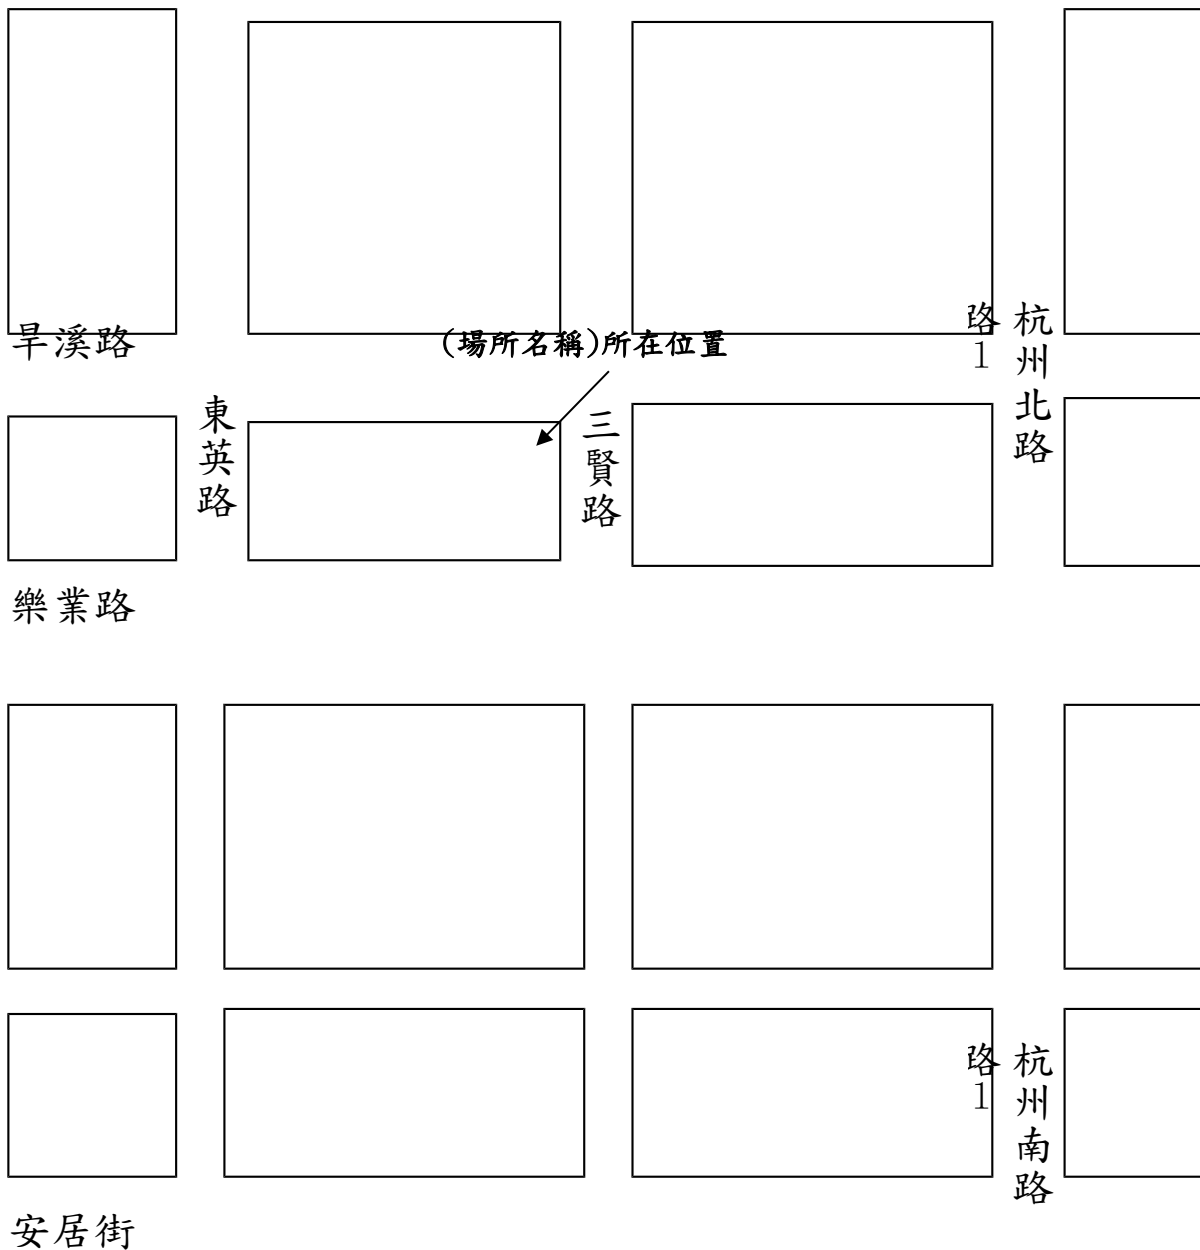 旱溪路
(場所名稱)所在位置
杭州北路
路1
東英路
三賢路
樂業路
杭州南路
路1
安居街